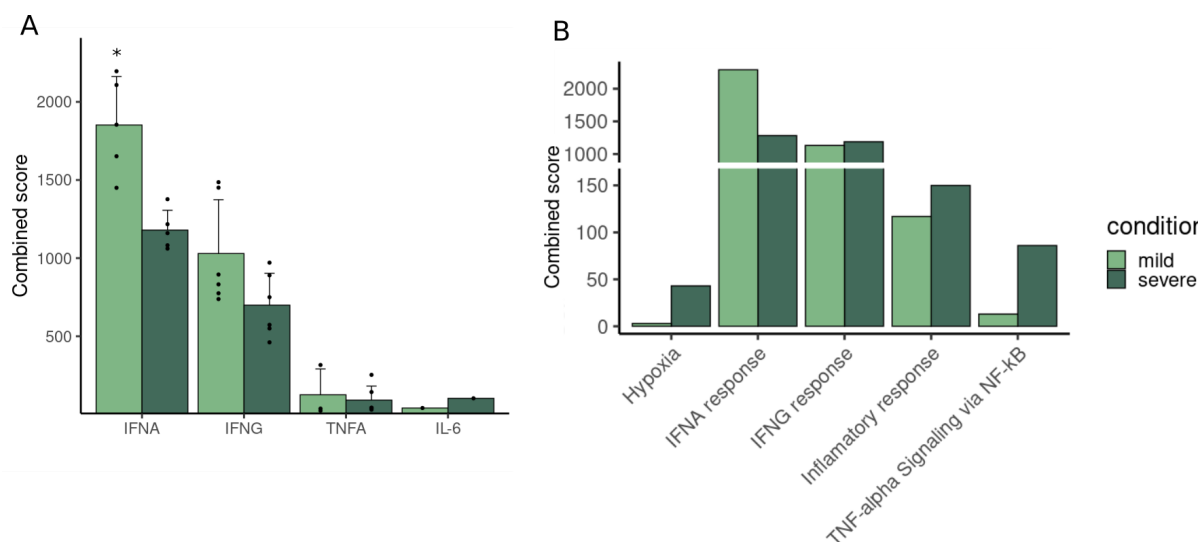 A
Combined score
2000
1500
1000
500
*
IFNA
IFNG
TNFA
IL-6
B
Combined score
2000
1500
1000
150
100
50
0
Hypoxia
IFNA response
IFNG response
Inflamatory response
TNF-alpha Signaling via NF-kB
condition
mild
severe